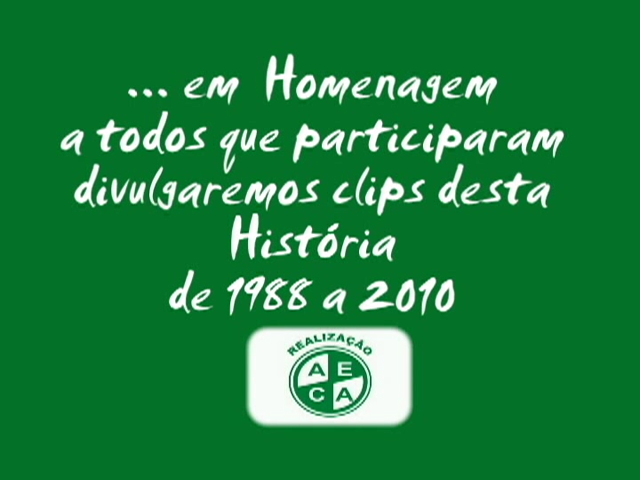 ... em Homenagem
a todos que participaram
divulgaremos clips desta
História
de 1988 a 2010
REALIZAÇÃO
A E
C A